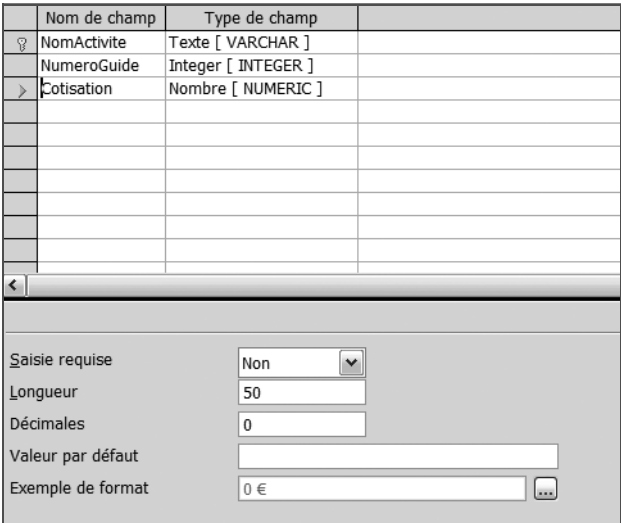 Nom de champ Type de champ
NomActivite Texte [ VARCHAR ]
NumeroGuide Integer [ INTEGER ]
Cotisation Nombre [ NUMERIC ]
Saisie requise Non
Longueur 50
Décimales 0
Valeur par défaut
Exemple de format 0 € ...